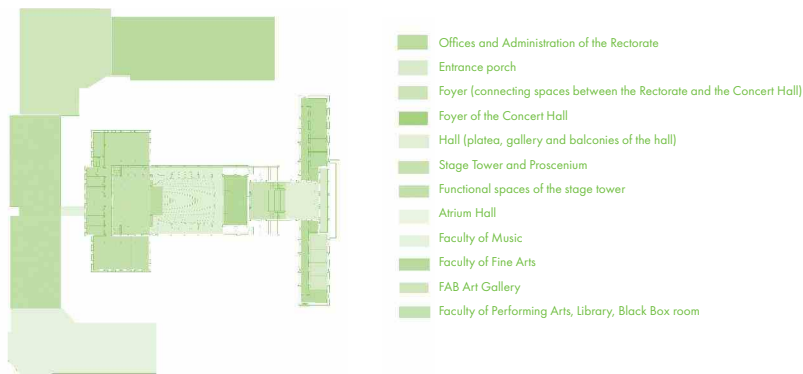 Offices and Administration of the Rectorate
Entrance porch
Foyer (connecting spaces between the Rectorate and the Concert Hall)
Foyer of the Concert Hall
Hall (platea, gallery and balconies of the hall)
Stage Tower and Proscenium
Functional spaces of the stage tower
Atrium Hall
Faculty of Music
Faculty of Fine Arts
FAB Art Gallery
Faculty of Performing Arts, Library, Black Box room